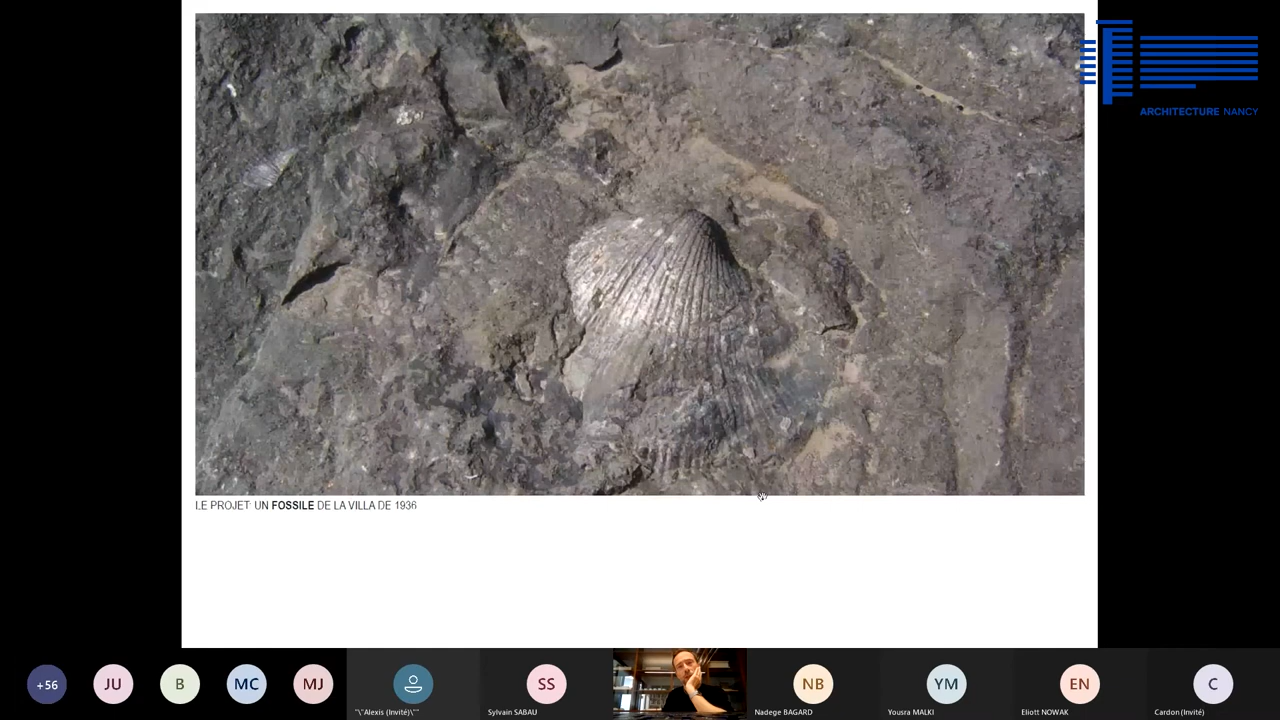 ARCHITECTURE NANCY
LE PROJET: UN FOSSILE DE LA VILLA DE 1936
+56
JU
B
MC
MJ
"\"Alexis (Invité)\""
SS
Sylvain SABAU
NB
Nadege BAGARD
YM
Yousra MALKI
EN
Eliott NOWAK
C
Cardon (Invité)